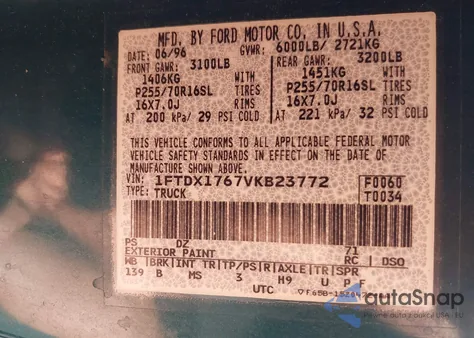 MFD. BY FORD MOTOR CO. IN U.S.A.
DATE: 06/96 GVWR: 6000LB/ 2721KG
FRONT GAWR: 3100LB REAR GAWR: 3200LB
1406KG WITH 1451KG WITH
P255/70R16SL TIRES P255/70R16SL TIRES
16X7.0J RIMS 16X7.0J RIMS
AT 200 kPa/ 29 PSI COLD AT 221 kPa/ 32 PSI COLD
THIS VEHICLE CONFORMS TO ALL APPLICABLE FEDERAL MOTOR
VEHICLE SAFETY STANDARDS IN EFFECT ON THE DATE OF
MANUFACTURE SHOWN ABOVE.
VIN: 1FTDX1767VKB23772 F0060
TYPE: TRUCK T0034
PS DZ
EXTERIOR PAINT 71 RC DSO
WB BRK INT TR TP/PS R AXLE TR SPR
139 B MS 3 H9 U P F
UTC
autaSnap